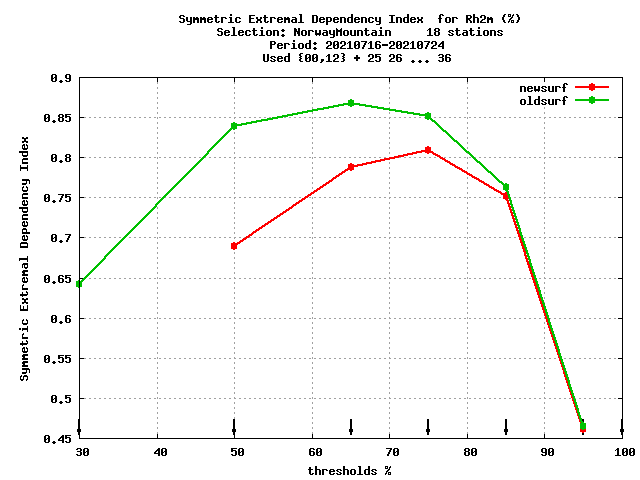 Symmetric Extremal Dependency Index  for Rh2m (%)
Selection: NorwayMountain     18 stations
Period: 20210716-20210724
Used {00,12} + 25 26 ... 36
newsurf
oldsurf
Symmetric Extremal Dependency Index
0.9
0.85
0.8
0.75
0.7
0.65
0.6
0.55
0.5
0.45
30 40 50 60 70 80 90 100
thresholds %